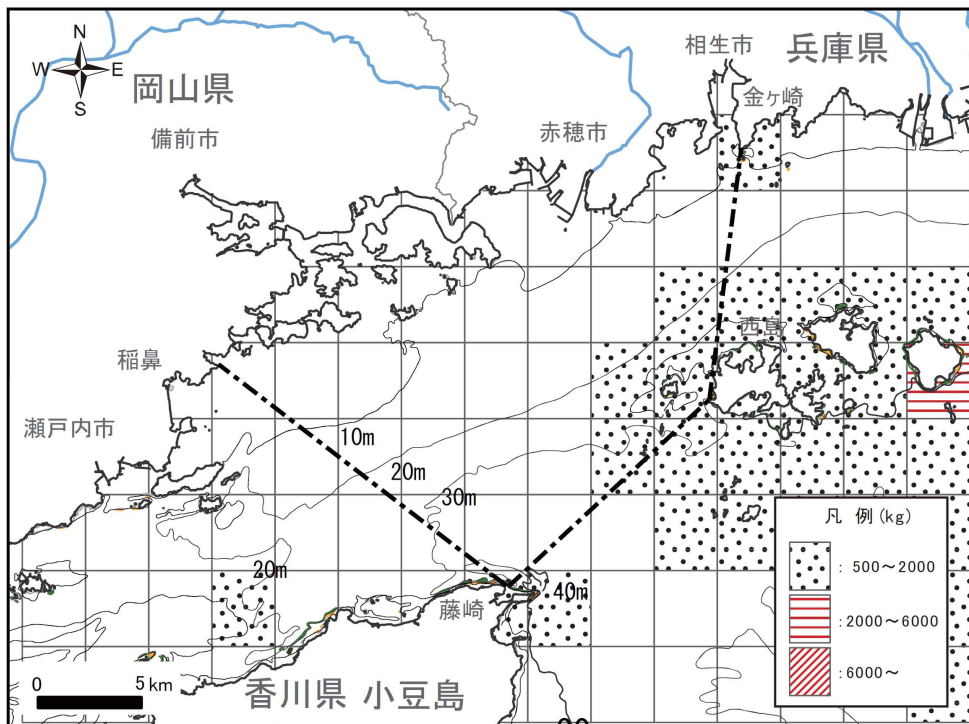 N
W E
S
岡山県
備前市
相生市
兵庫県
金ヶ崎
赤穂市
西島
稲鼻
瀬戸内市
10m
20m
30m
20m
藤崎
40m
凡 例(kg)
: 500～2000
:2000～6000
: 6000～
0 5km
香川県 小豆島